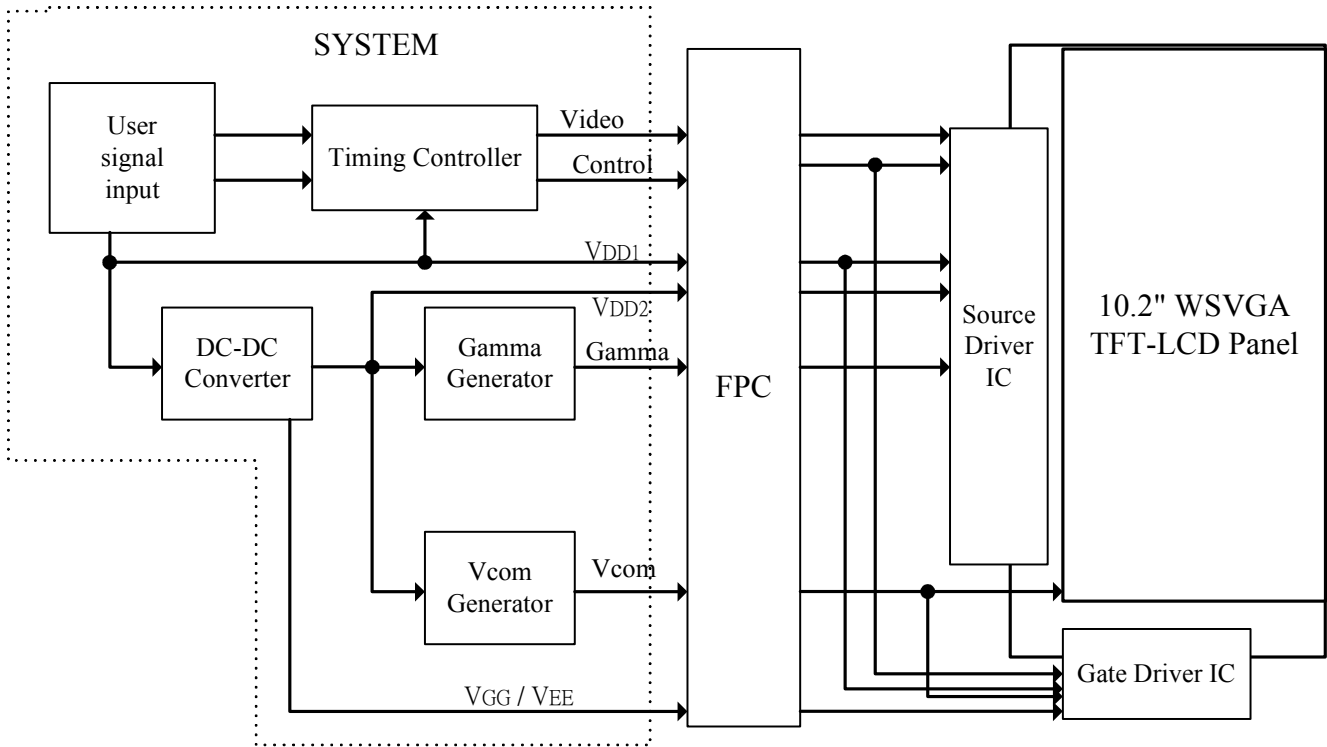 SYSTEM
User
signal
input
Timing Controller
Video
Control
VDD1
VDD2
DC-DC
Converter
Gamma
Generator
Gamma
FPC
Source
Driver
IC
10.2" WSVGA
TFT-LCD Panel
Vcom
Generator
Vcom
VGG / VEE
Gate Driver IC